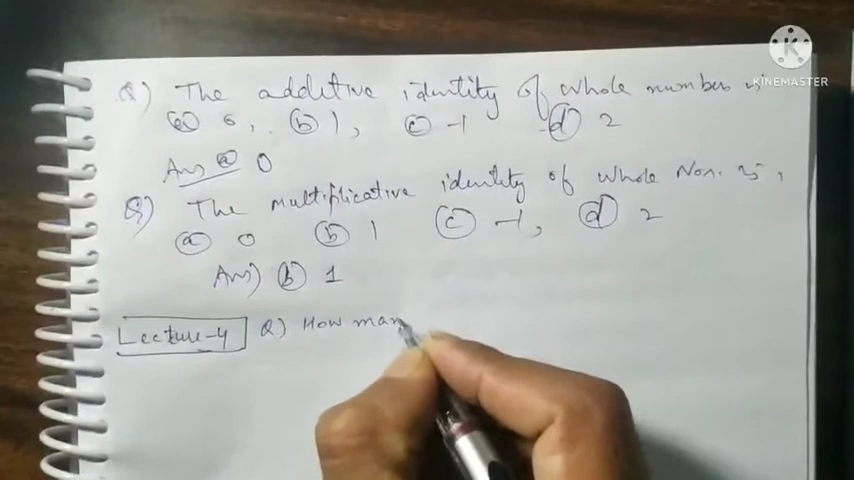 Q) The additive identity of whole numbers is
ⓐ 0, ⓑ 1, ⓒ -1 ⓓ 2
Ans ⓐ 0
Q) The multiplicative identity of whole Non. is,
ⓐ 0 ⓑ 1 ⓒ -1, ⓓ 2
Ans) ⓑ 1
Lecture-4 Q) How man
KINEMASTER